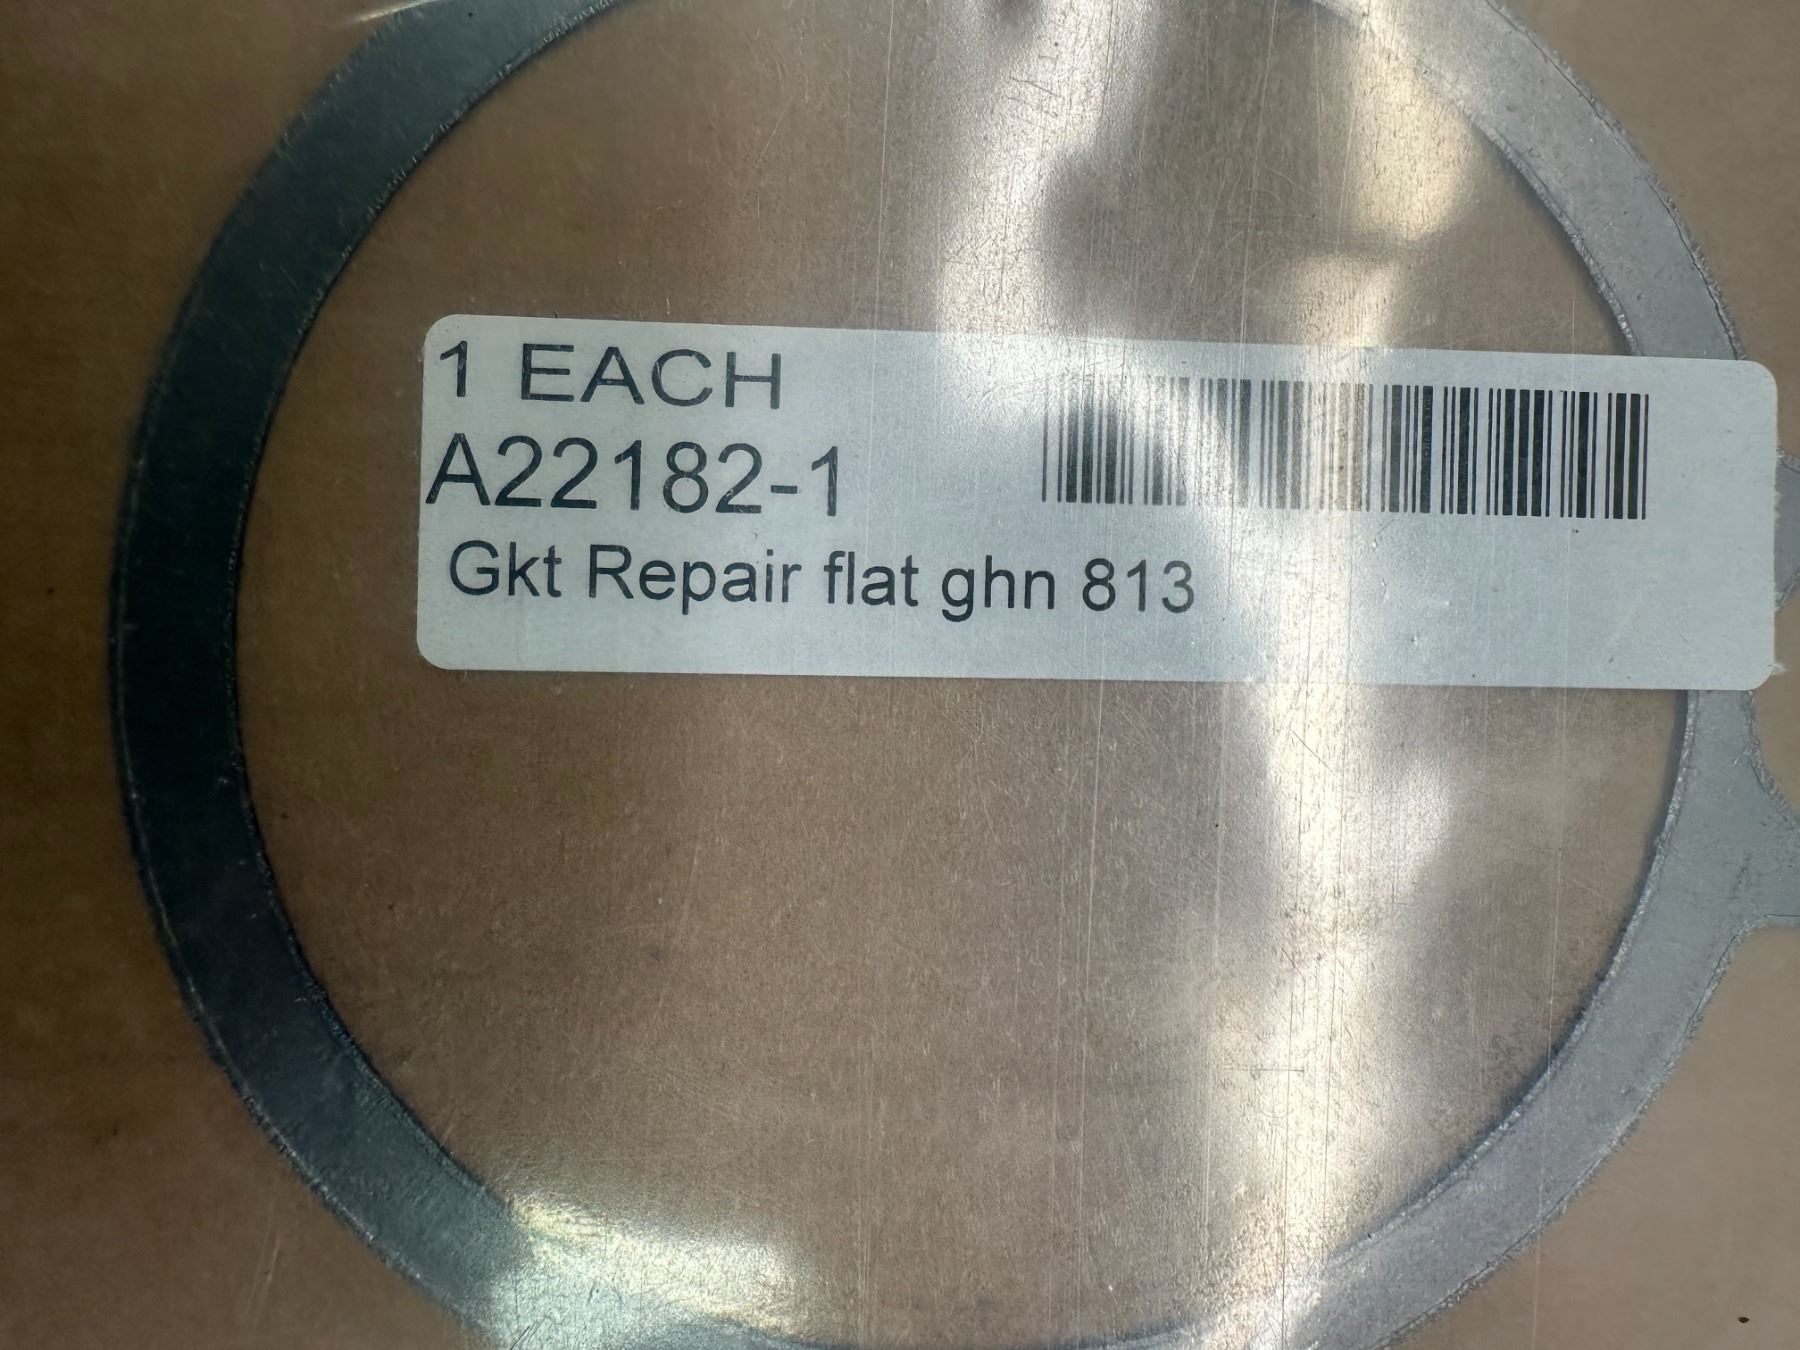 1 EACH
A22182-1
Gkt Repair flat ghn 813